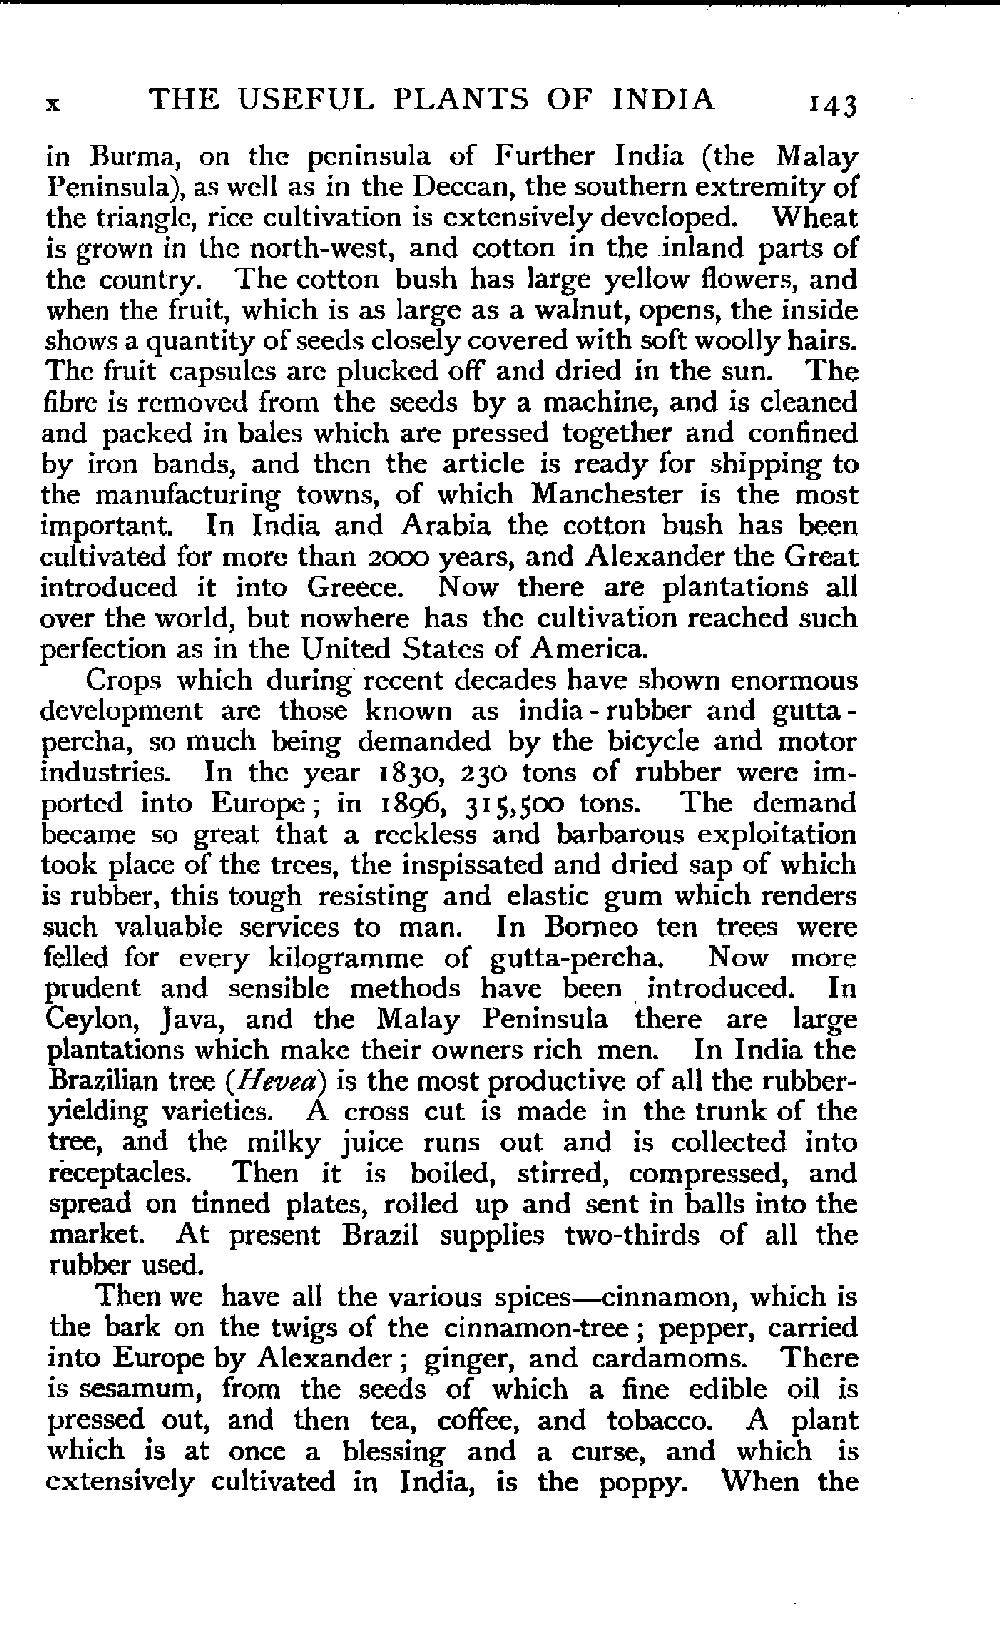 x THE USEFUL PLANTS OF INDIA 143
in Burma, on the peninsula of Further India (the Malay
Peninsula), as well as in the Deccan, the southern extremity of
the triangle, rice cultivation is extensively developed. Wheat
is grown in the north-west, and cotton in the inland parts of
the country. The cotton bush has large yellow flowers, and
when the fruit, which is as large as a walnut, opens, the inside
shows a quantity of seeds closely covered with soft woolly hairs.
The fruit capsules are plucked off and dried in the sun. The
fibre is removed from the seeds by a machine, and is cleaned
and packed in bales which are pressed together and confined
by iron bands, and then the article is ready for shipping to
the manufacturing towns, of which Manchester is the most
important. In India and Arabia the cotton bush has been
cultivated for more than 2000 years, and Alexander the Great
introduced it into Greece. Now there are plantations all
over the world, but nowhere has the cultivation reached such
perfection as in the United States of America.
Crops which during recent decades have shown enormous
development are those known as india-rubber and gutta-
percha, so much being demanded by the bicycle and motor
industries. In the year 1830, 230 tons of rubber were im-
ported into Europe; in 1896, 315,500 tons. The demand
became so great that a reckless and barbarous exploitation
took place of the trees, the inspissated and dried sap of which
is rubber, this tough resisting and elastic gum which renders
such valuable services to man. In Borneo ten trees were
felled for every kilogramme of gutta-percha. Now more
prudent and sensible methods have been introduced. In
Ceylon, Java, and the Malay Peninsula there are large
plantations which make their owners rich men. In India the
Brazilian tree (Hevea) is the most productive of all the rubber-
yielding varieties. A cross cut is made in the trunk of the
tree, and the milky juice runs out and is collected into
receptacles. Then it is boiled, stirred, compressed, and
spread on tinned plates, rolled up and sent in balls into the
market. At present Brazil supplies two-thirds of all the
rubber used.
Then we have all the various spices—cinnamon, which is
the bark on the twigs of the cinnamon-tree; pepper, carried
into Europe by Alexander; ginger, and cardamoms. There
is sesamum, from the seeds of which a fine edible oil is
pressed out, and then tea, coffee, and tobacco. A plant
which is at once a blessing and a curse, and which is
extensively cultivated in India, is the poppy. When the